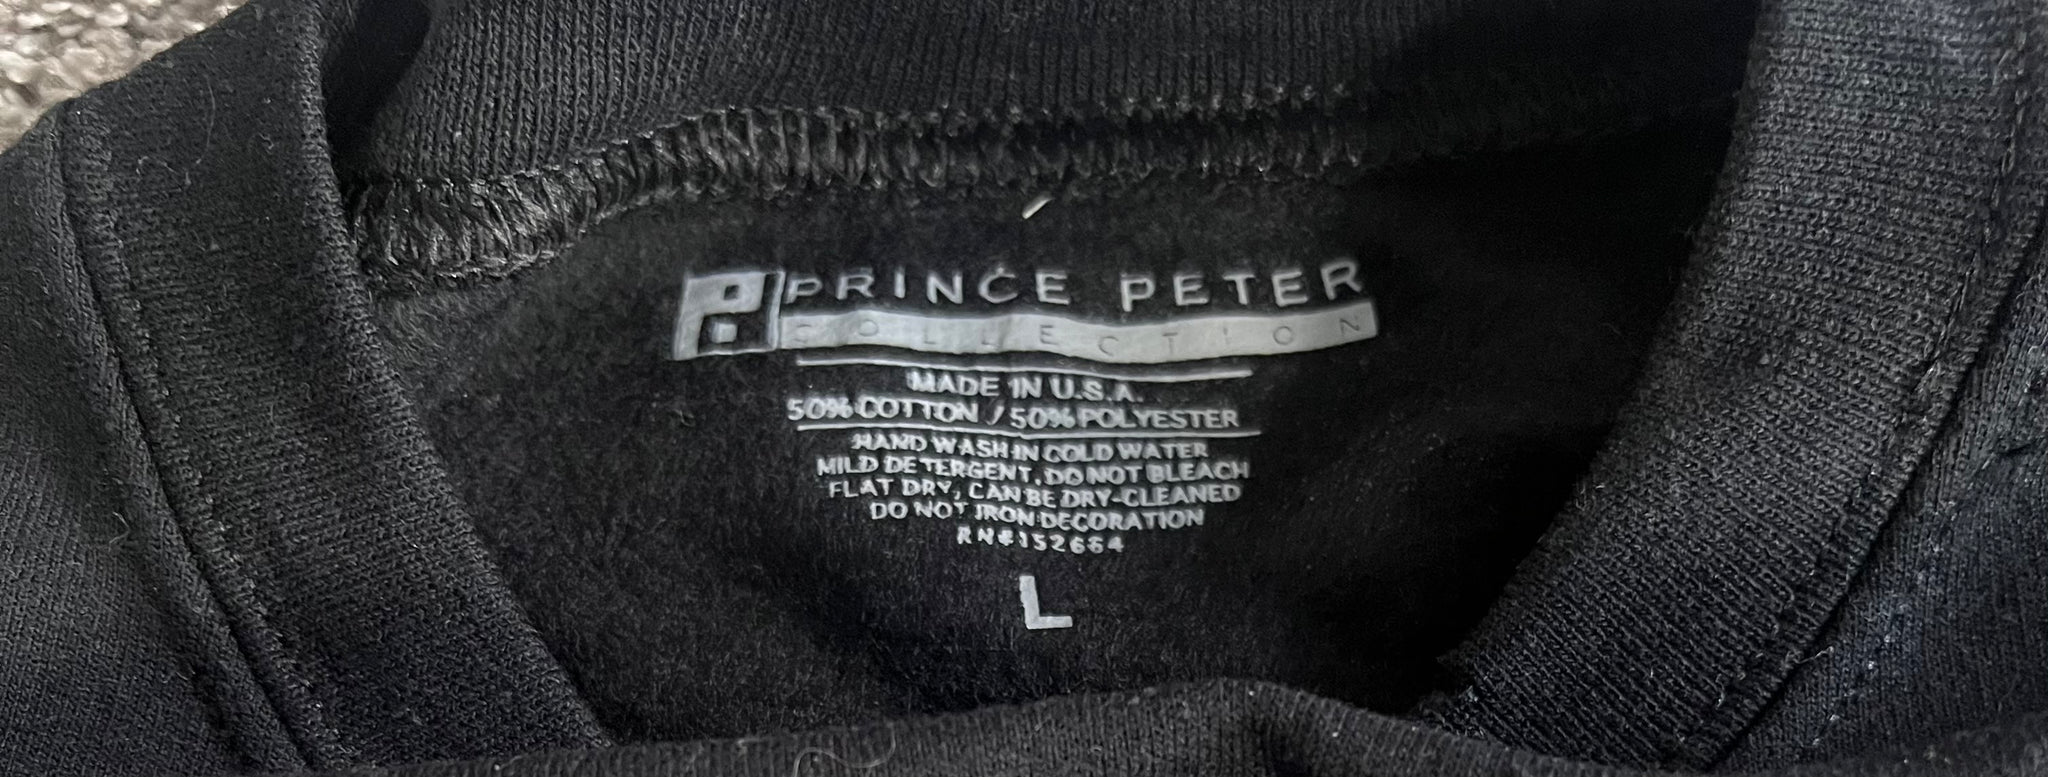 PRINCE PETER
COLLECTION
MADE IN U.S.A.
50% COTTON / 50% POLYESTER
HAND WASH IN COLD WATER
MILD DETERGENT, DO NOT BLEACH
FLAT DRY, CAN BE DRY-CLEANED
DO NOT IRON DECORATION
RN#152664
L